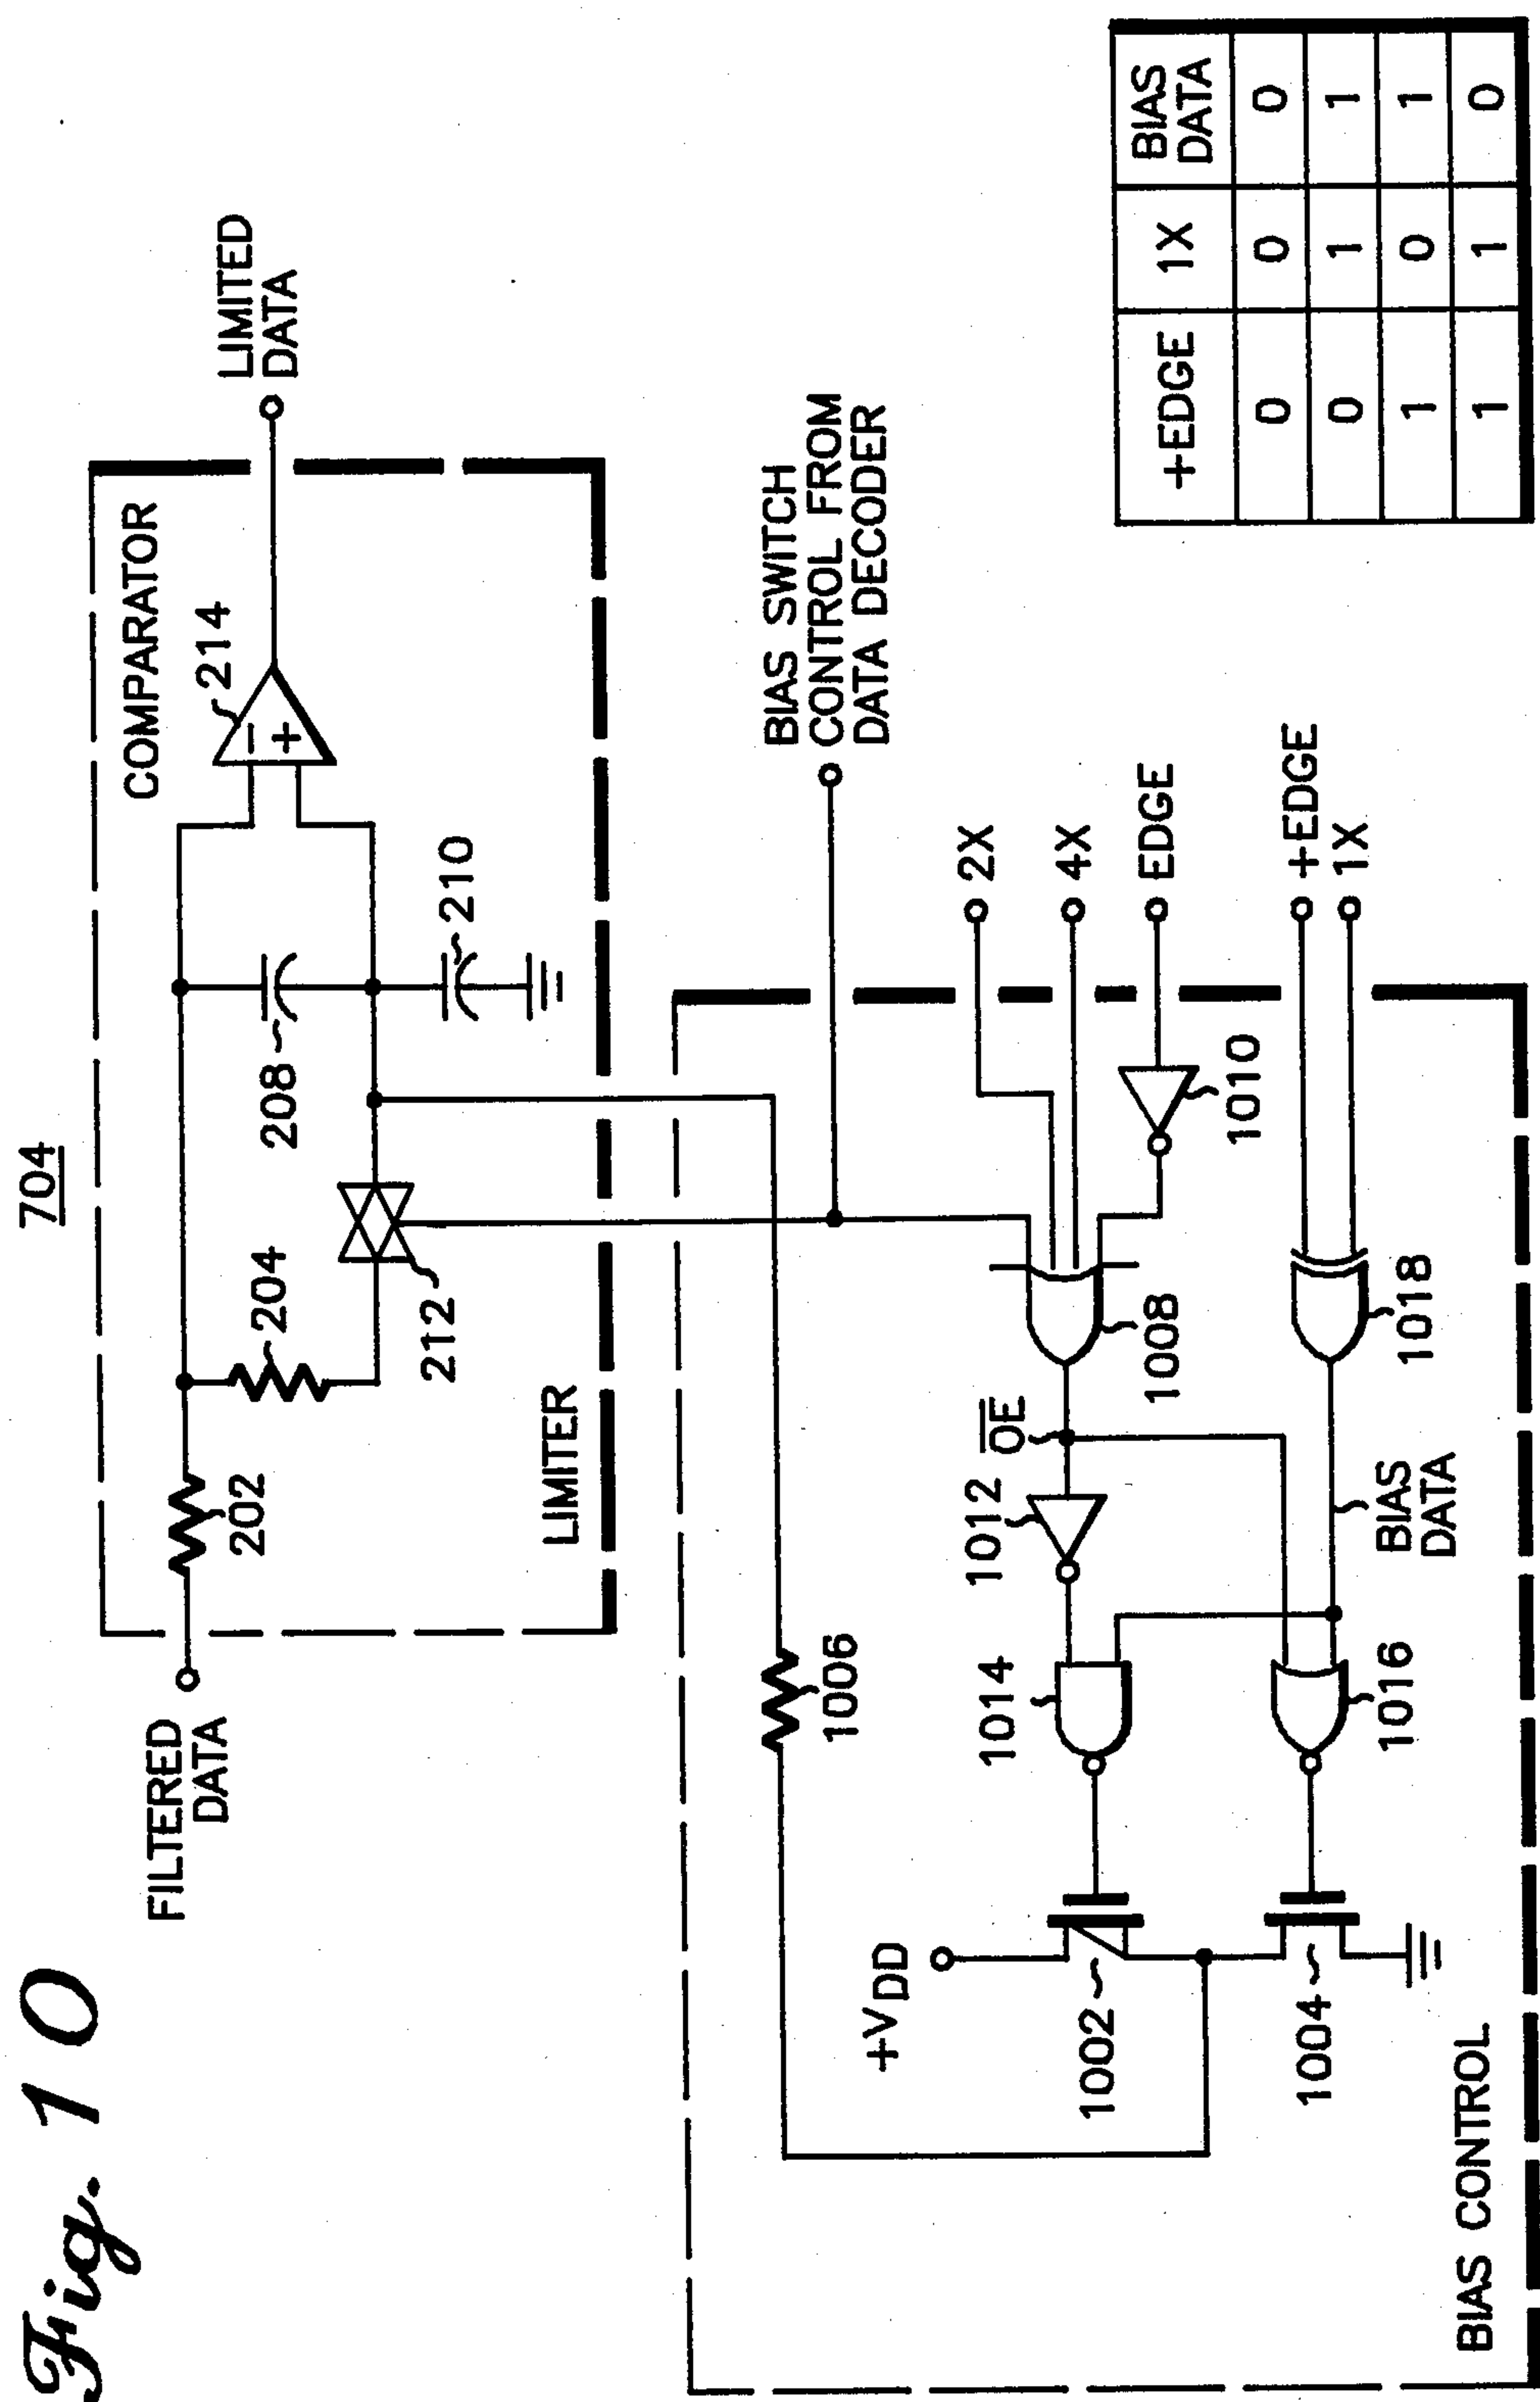 Fig. 10
704
FILTERED
DATA
202
204
212
208
210
COMPARATOR
214
−
+
LIMITED
DATA
LIMITER
1006
BIAS SWITCH
CONTROL FROM
DATA DECODER
+VDD
1002
1004
1014
1016
1012
OE
1008
1010
1018
BIAS
DATA
2X
4X
EDGE
+EDGE
1X
BIAS CONTROL
+EDGE 1X BIAS DATA
0 0 0
0 1 1
1 0 1
1 1 0